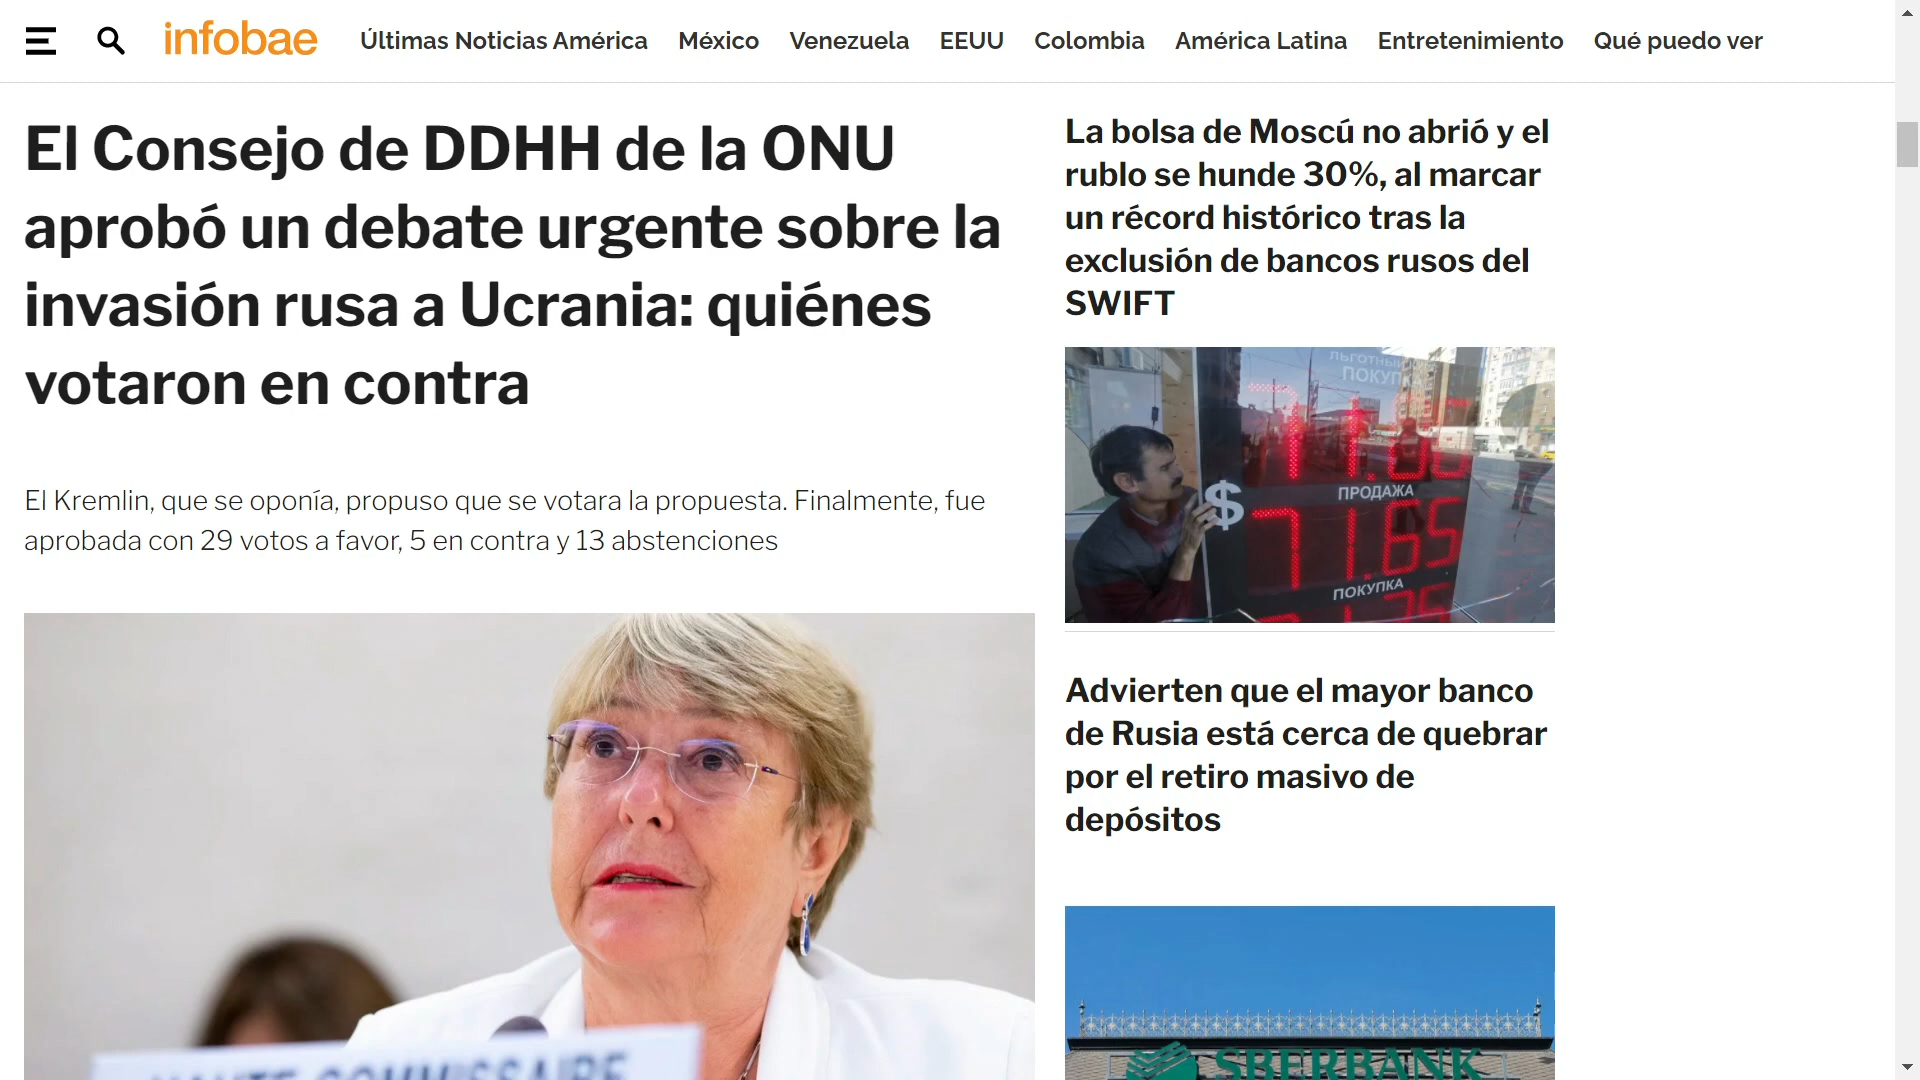 infobae
Últimas Noticias América
México
Venezuela
EEUU
Colombia
América Latina
Entretenimiento
Qué puedo ver
El Consejo de DDHH de la ONU
aprobó un debate urgente sobre la
invasión rusa a Ucrania: quiénes
votaron en contra
El Kremlin, que se oponía, propuso que se votara la propuesta. Finalmente, fue
aprobada con 29 votos a favor, 5 en contra y 13 abstenciones
La bolsa de Moscú no abrió y el
rublo se hunde 30%, al marcar
un récord histórico tras la
exclusión de bancos rusos del
SWIFT
$
ПРОДАЖА
71.65
ПОКУПКА
Advierten que el mayor banco
de Rusia está cerca de quebrar
por el retiro masivo de
depósitos
SBERBANK
COMMISSAIRE